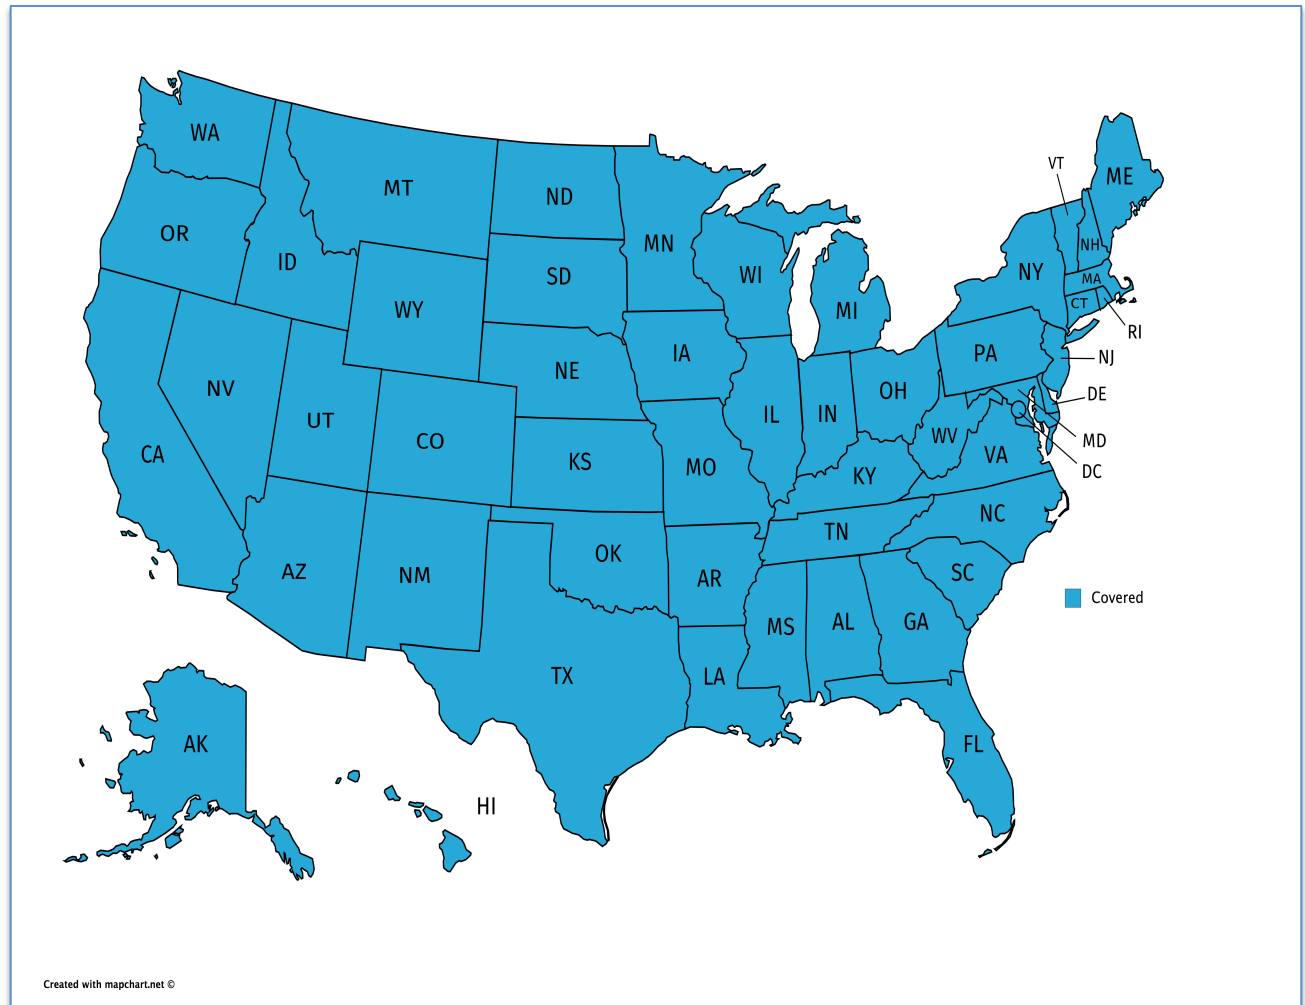 WA
VT
ME
MT
ND
OR
MN
NH
ID
NY
SD
WI
MA
CT
WY
MI
RI
IA
PA
NJ
NE
NV
OH
DE
IL
IN
UT
CO
WV
MD
CA
VA
KS
MO
DC
KY
NC
TN
OK
AZ
NM
AR
SC
Covered
MS
AL
GA
TX
LA
AK
FL
HI
Created with mapchart.net ©